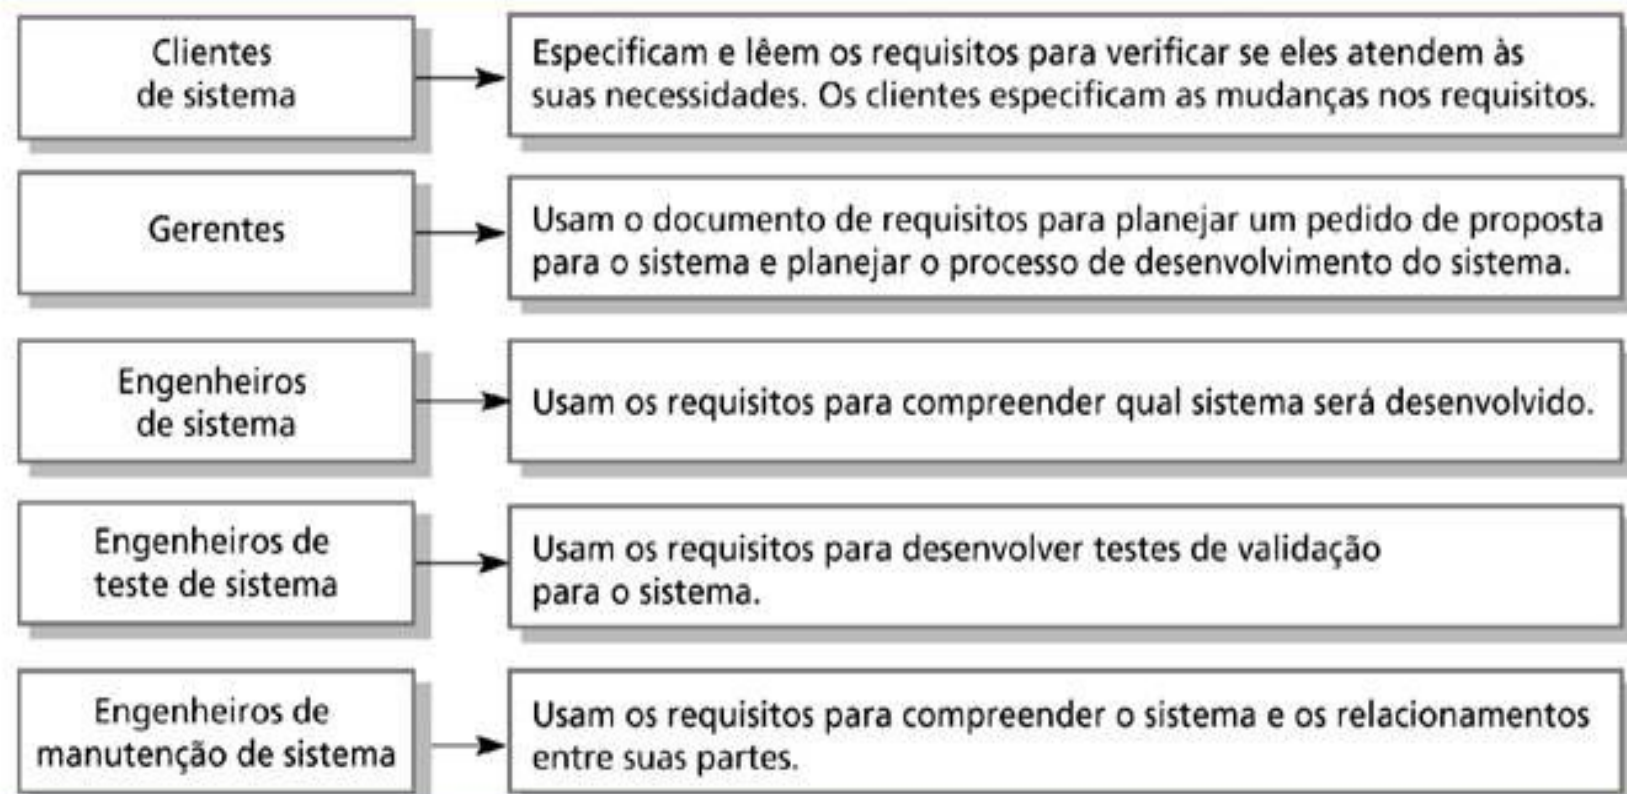 Clientes
de sistema
Especificam e lêem os requisitos para verificar se eles atendem às
suas necessidades. Os clientes especificam as mudanças nos requisitos.
Gerentes
Usam o documento de requisitos para planejar um pedido de proposta
para o sistema e planejar o processo de desenvolvimento do sistema.
Engenheiros
de sistema
Usam os requisitos para compreender qual sistema será desenvolvido.
Engenheiros de
teste de sistema
Usam os requisitos para desenvolver testes de validação
para o sistema.
Engenheiros de
manutenção de sistema
Usam os requisitos para compreender o sistema e os relacionamentos
entre suas partes.